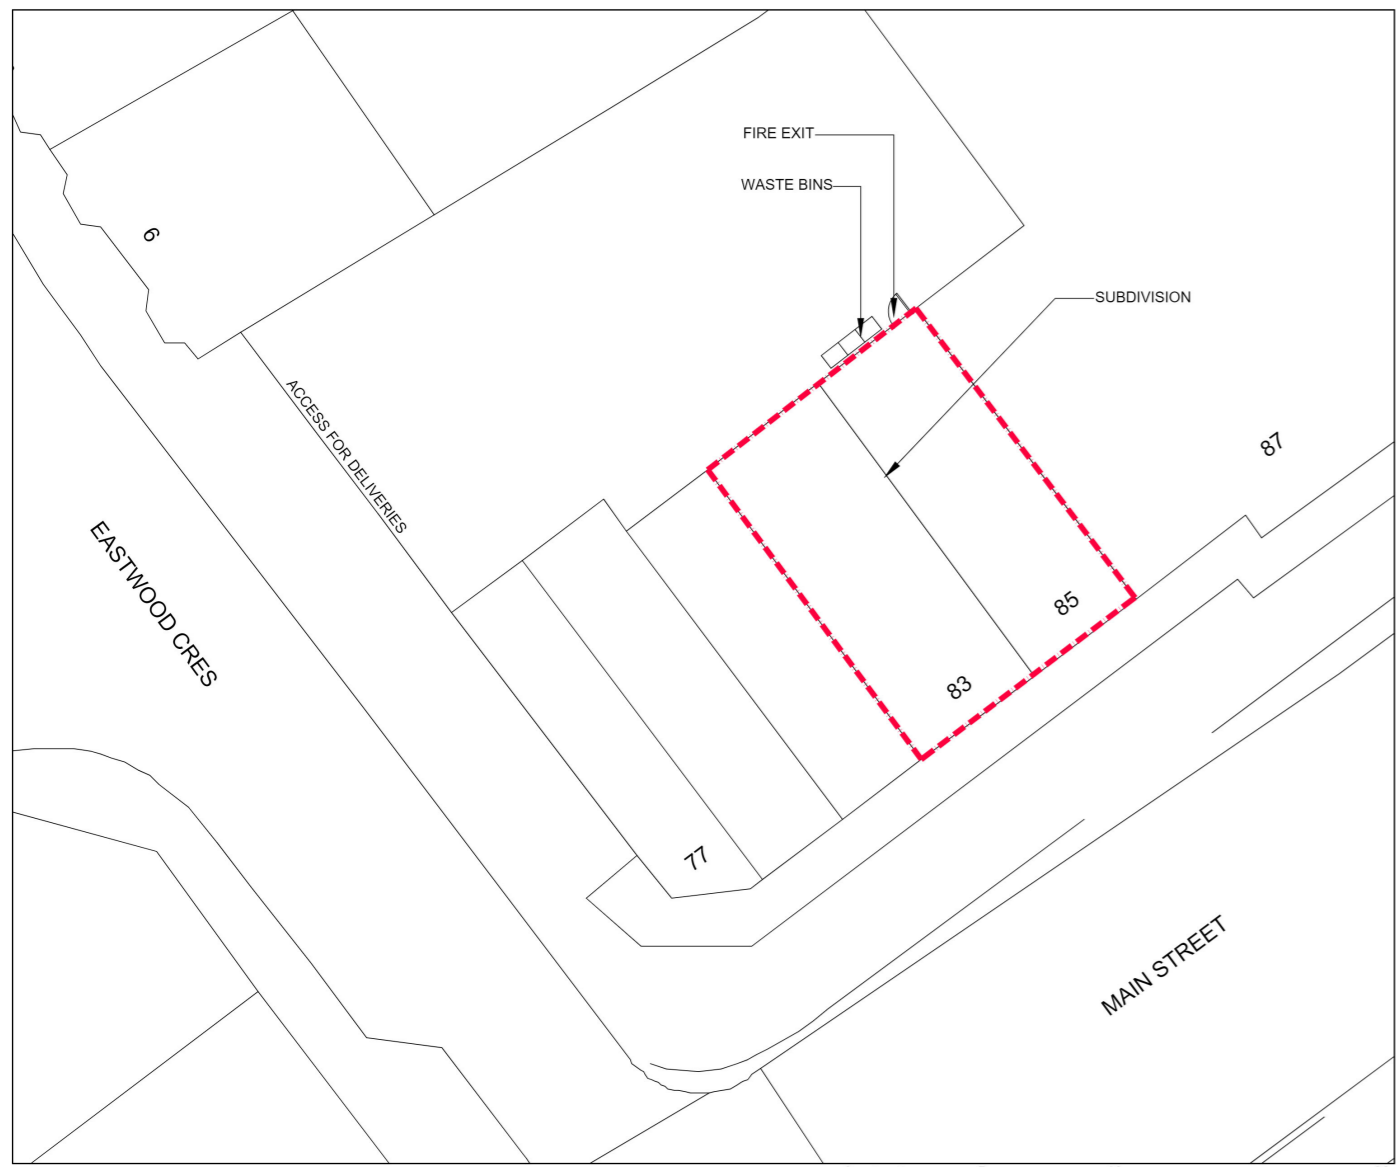 FIRE EXIT
WASTE BINS
6
SUBDIVISION
ACCESS FOR DELIVERIES
87
EASTWOOD CRES
85
83
77
MAIN STREET